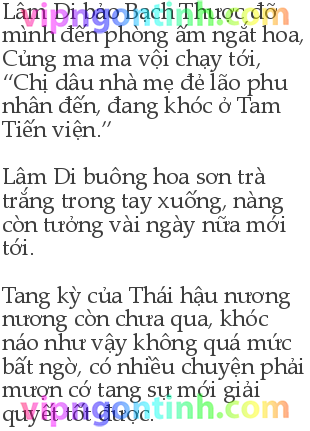 Lâm Di bảo Bạch Thược đỡ
mình đến phòng ấm ngắt hoa,
Củng ma ma vội chạy tới,
“Chị dâu nhà mẹ đẻ lão phu
nhân đến, đang khóc ở Tam
Tiến viện.”
Lâm Di buông hoa sơn trà
trắng trong tay xuống, nàng
còn tưởng vài ngày nữa mới
tới.
Tang kỳ của Thái hậu nương
nương còn chưa qua, khóc
náo như vậy không quá mức
bất ngờ, có nhiều chuyện phải
mượn cớ tang sự mới giải
quyết tốt được.
vipngontinh.com
vipngontinh.com